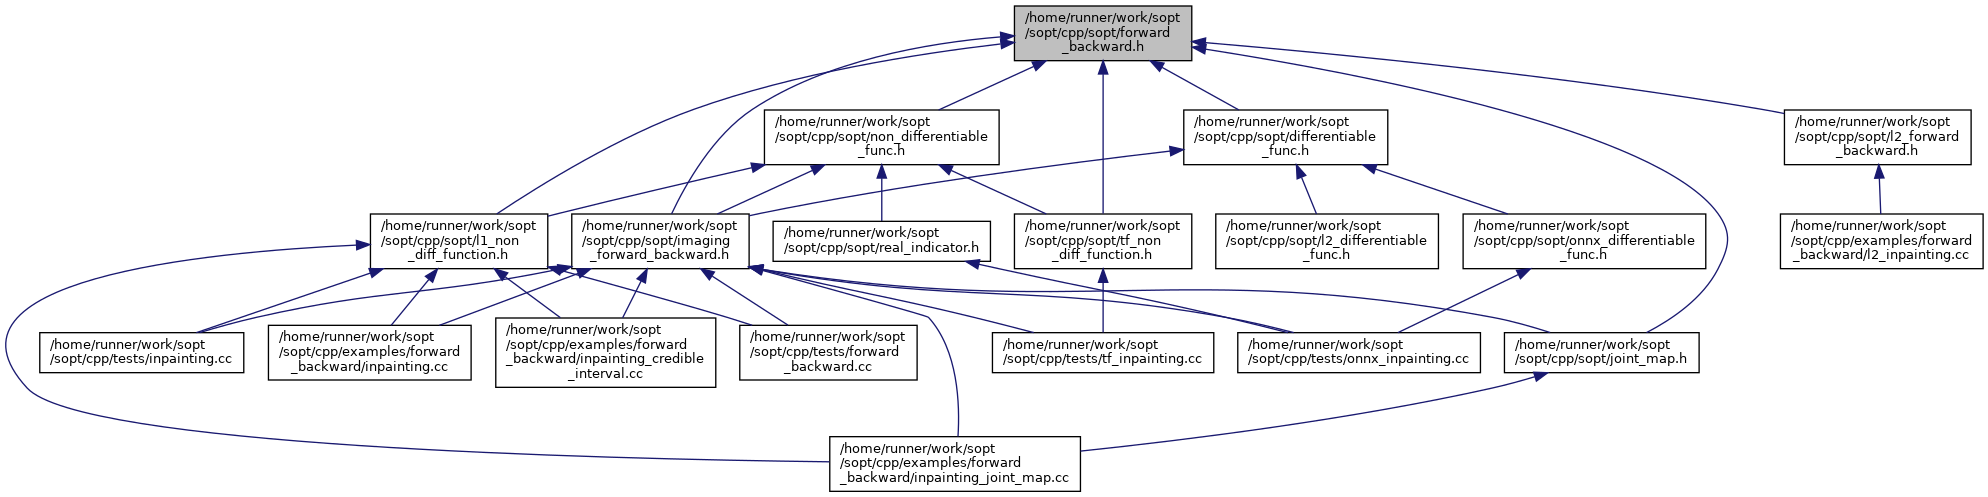 /home/runner/work/sopt
/sopt/cpp/sopt/forward
_backward.h
/home/runner/work/sopt
/sopt/cpp/sopt/non_differentiable
_func.h
/home/runner/work/sopt
/sopt/cpp/sopt/differentiable
_func.h
/home/runner/work/sopt
/sopt/cpp/sopt/l2_forward
_backward.h
/home/runner/work/sopt
/sopt/cpp/sopt/l1_non
_diff_function.h
/home/runner/work/sopt
/sopt/cpp/sopt/imaging
_forward_backward.h
/home/runner/work/sopt
/sopt/cpp/sopt/real_indicator.h
/home/runner/work/sopt
/sopt/cpp/sopt/tf_non
_diff_function.h
/home/runner/work/sopt
/sopt/cpp/sopt/l2_differentiable
_func.h
/home/runner/work/sopt
/sopt/cpp/sopt/onnx_differentiable
_func.h
/home/runner/work/sopt
/sopt/cpp/examples/forward
_backward/l2_inpainting.cc
/home/runner/work/sopt
/sopt/cpp/tests/inpainting.cc
/home/runner/work/sopt
/sopt/cpp/examples/forward
_backward/inpainting.cc
/home/runner/work/sopt
/sopt/cpp/examples/forward
_backward/inpainting_credible
_interval.cc
/home/runner/work/sopt
/sopt/cpp/tests/forward
_backward.cc
/home/runner/work/sopt
/sopt/cpp/tests/tf_inpainting.cc
/home/runner/work/sopt
/sopt/cpp/tests/onnx_inpainting.cc
/home/runner/work/sopt
/sopt/cpp/sopt/joint_map.h
/home/runner/work/sopt
/sopt/cpp/examples/forward
_backward/inpainting_joint_map.cc